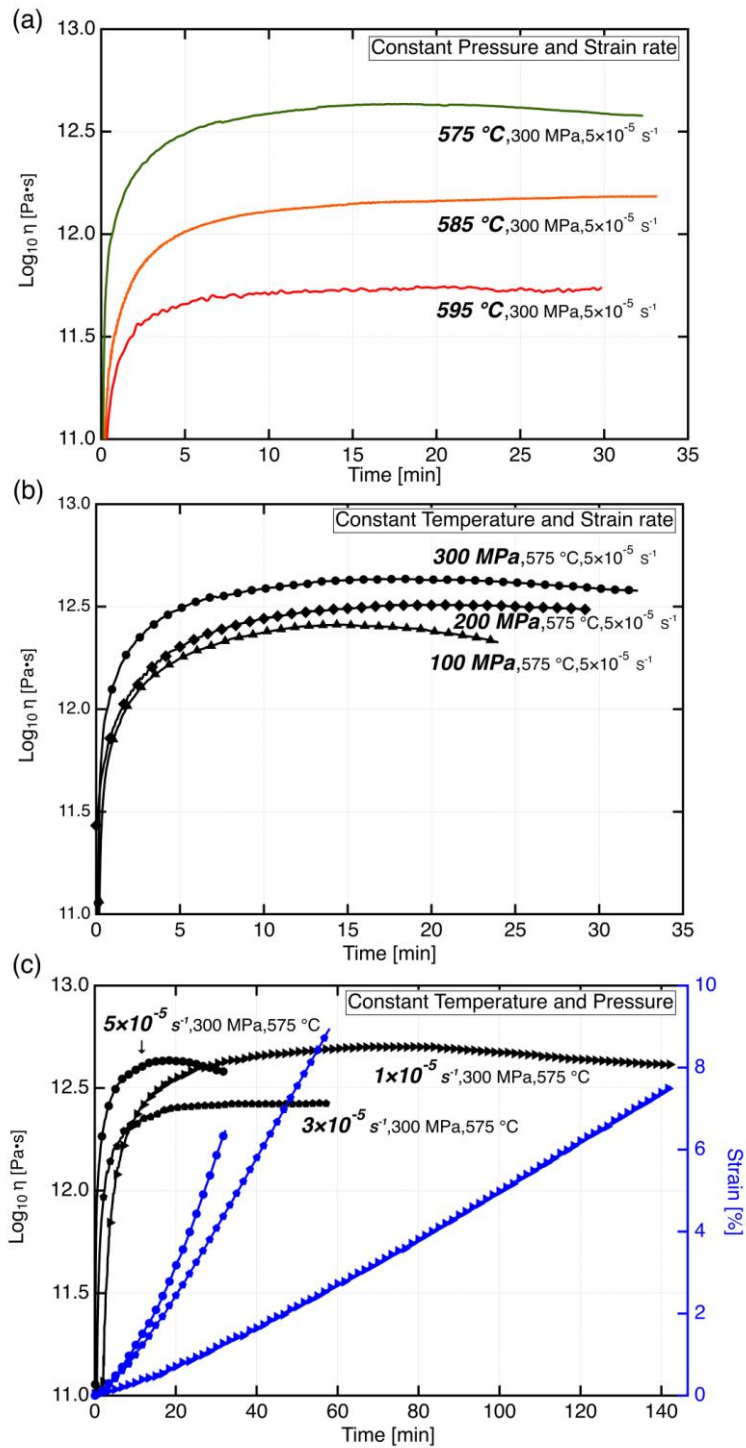 (a)
13.0
Constant Pressure and Strain rate
12.5
575 °C,300 MPa,5×10⁻⁵ s⁻¹
Log₁₀ η [Pa•s]
12.0
585 °C,300 MPa,5×10⁻⁵ s⁻¹
11.5
595 °C,300 MPa,5×10⁻⁵ s⁻¹
11.0
0 5 10 15 20 25 30 35
Time [min]
(b)
13.0
Constant Temperature and Strain rate
300 MPa,575 °C,5×10⁻⁵ s⁻¹
12.5
200 MPa,575 °C,5×10⁻⁵ s⁻¹
100 MPa,575 °C,5×10⁻⁵ s⁻¹
Log₁₀ η [Pa•s]
12.0
11.5
11.0
0 5 10 15 20 25 30 35
Time [min]
(c)
13.0 10
Constant Temperature and Pressure
5×10⁻⁵ s⁻¹,300 MPa,575 °C
↓
8
12.5
1×10⁻⁵ s⁻¹,300 MPa,575 °C
3×10⁻⁵ s⁻¹,300 MPa,575 °C
6
Log₁₀ η [Pa•s]
12.0
Strain [%]
4
11.5
2
11.0 0
0 20 40 60 80 100 120 140
Time [min]